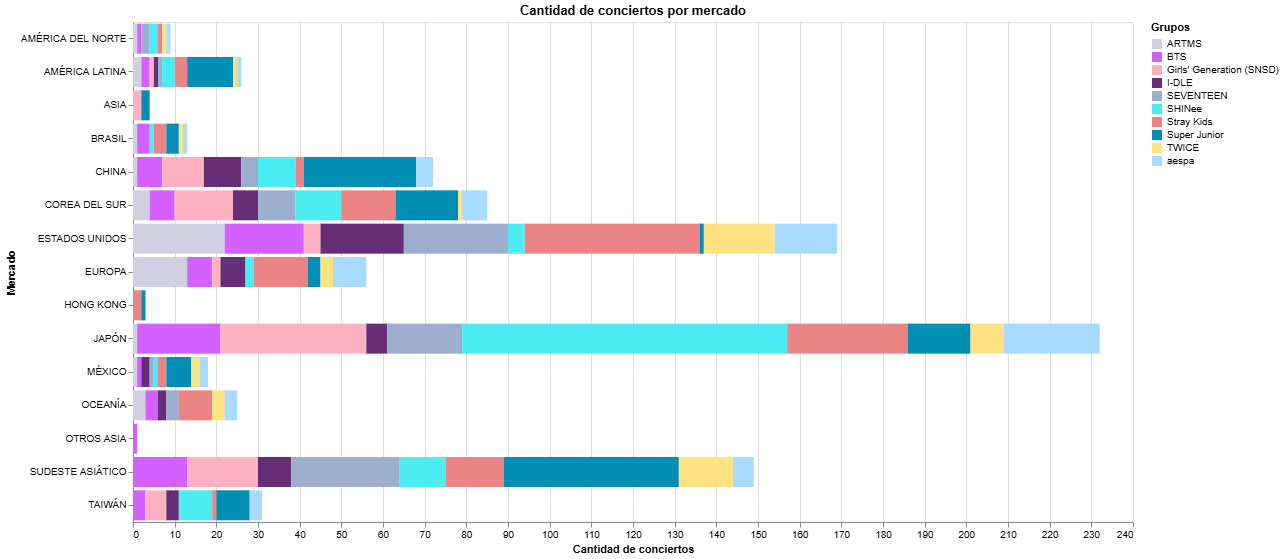 Cantidad de conciertos por mercado
Grupos
ARTMS
BTS
Girls' Generation (SNSD)
I-DLE
SEVENTEEN
SHINee
Stray Kids
Super Junior
TWICE
aespa
Mercado
AMÉRICA DEL NORTE
AMÉRICA LATINA
ASIA
BRASIL
CHINA
COREA DEL SUR
ESTADOS UNIDOS
EUROPA
HONG KONG
JAPÓN
MÉXICO
OCEANÍA
OTROS ASIA
SUDESTE ASIÁTICO
TAIWÁN
0 10 20 30 40 50 60 70 80 90 100 110 120 130 140 150 160 170 180 190 200 210 220 230 240
Cantidad de conciertos